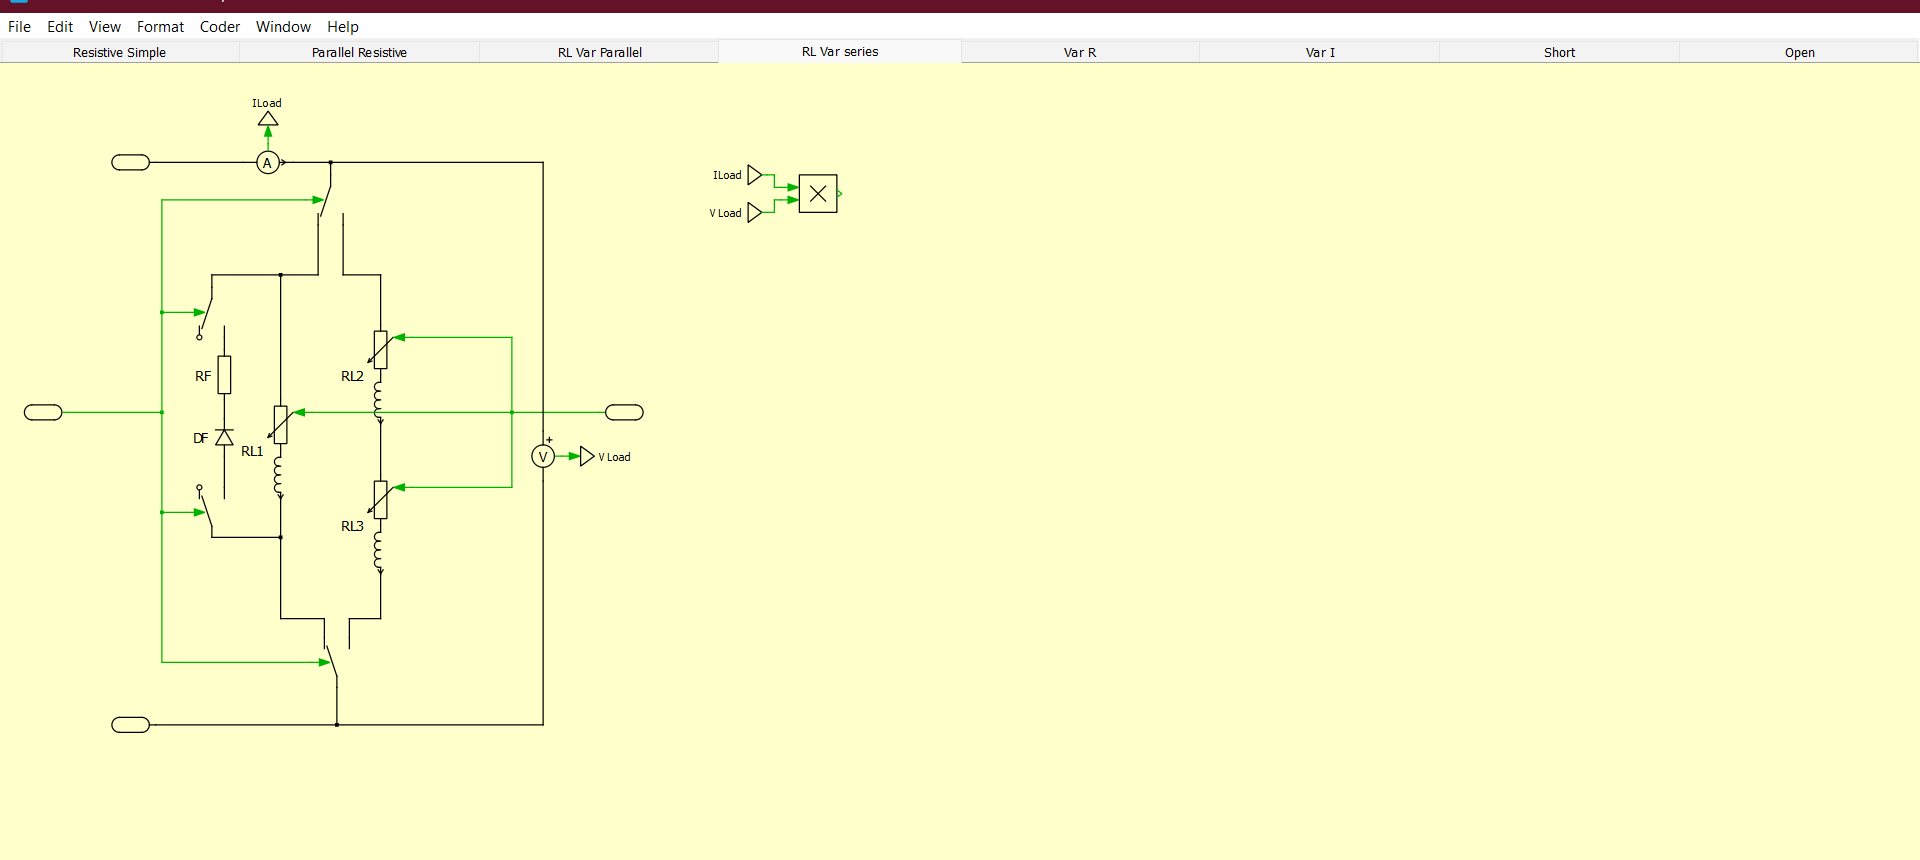 File Edit View Format Coder Window Help
Resistive Simple Parallel Resistive RL Var Parallel RL Var series Var R Var I Short Open
ILoad
A
ILoad
V Load
RF
RL2
DF
RL1
+
V
V Load
RL3